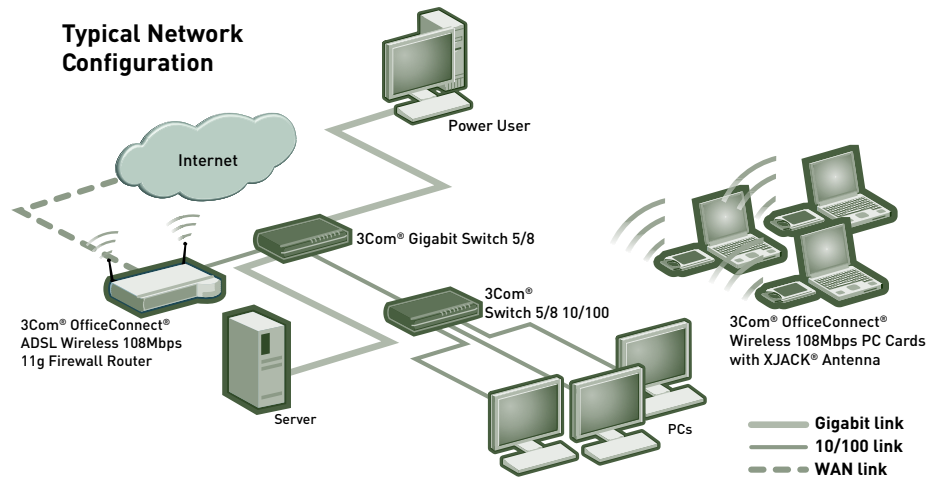 Typical Network
Configuration
Power User
Internet
3Com® Gigabit Switch 5/8
3Com®
Switch 5/8 10/100
3Com® OfficeConnect®
ADSL Wireless 108Mbps
11g Firewall Router
3Com® OfficeConnect®
Wireless 108Mbps PC Cards
with XJACK® Antenna
Server
PCs
Gigabit link
10/100 link
WAN link